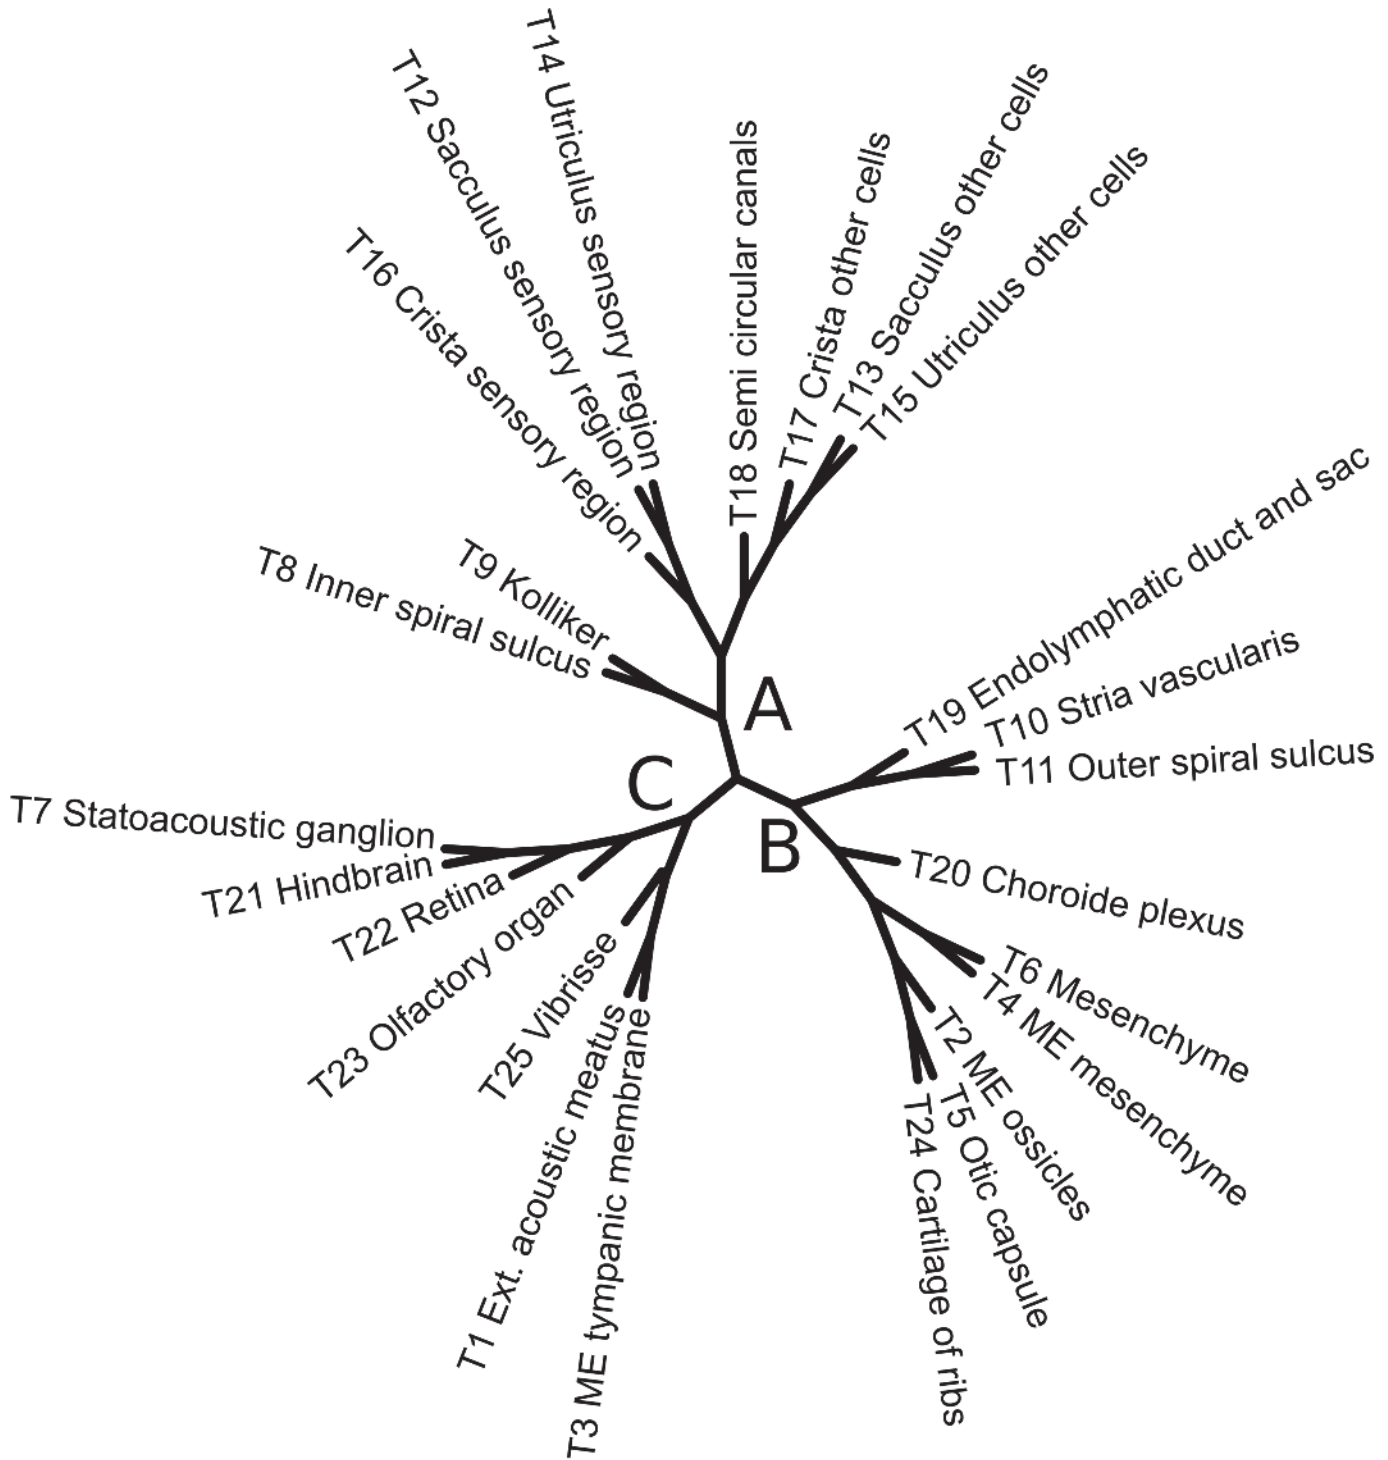 T14 Utriculus sensory region
T12 Sacculus sensory region
T16 Crista sensory region
T18 Semi circular canals
T17 Crista other cells
T13 Sacculus other cells
T15 Utriculus other cells
T9 Kolliker
T8 Inner spiral sulcus
A
T19 Endolymphatic duct and sac
T10 Stria vascularis
T11 Outer spiral sulcus
C
B
T7 Statoacoustic ganglion
T21 Hindbrain
T22 Retina
T23 Olfactory organ
T25 Vibrisse
T1 Ext. acoustic meatus
T3 ME tympanic membrane
T20 Choroide plexus
T6 Mesenchyme
T4 ME mesenchyme
T2 ME ossicles
T5 Otic capsule
T24 Cartilage of ribs